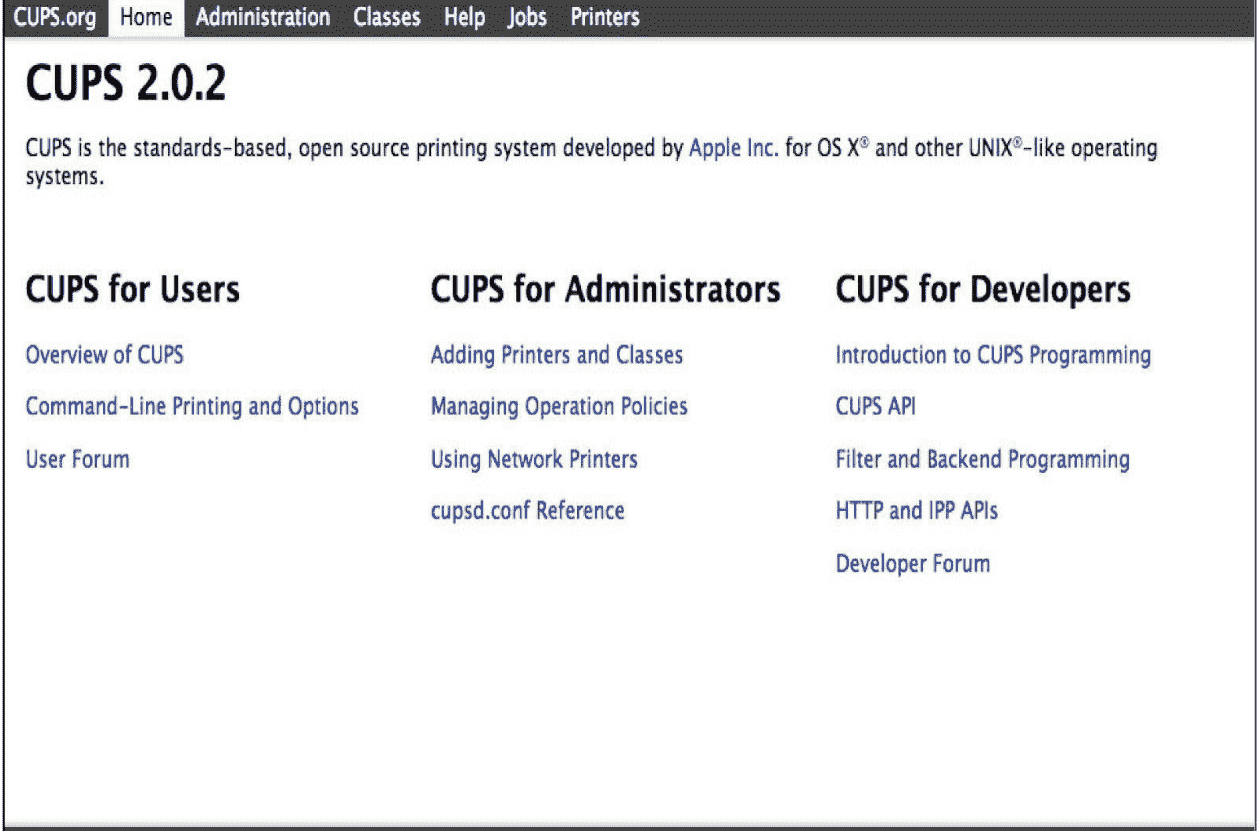 CUPS.org Home Administration Classes Help Jobs Printers
CUPS 2.0.2
CUPS is the standards-based, open source printing system developed by Apple Inc. for OS X® and other UNIX®-like operating
systems.
CUPS for Users
Overview of CUPS
Command-Line Printing and Options
User Forum
CUPS for Administrators
Adding Printers and Classes
Managing Operation Policies
Using Network Printers
cupsd.conf Reference
CUPS for Developers
Introduction to CUPS Programming
CUPS API
Filter and Backend Programming
HTTP and IPP APIs
Developer Forum